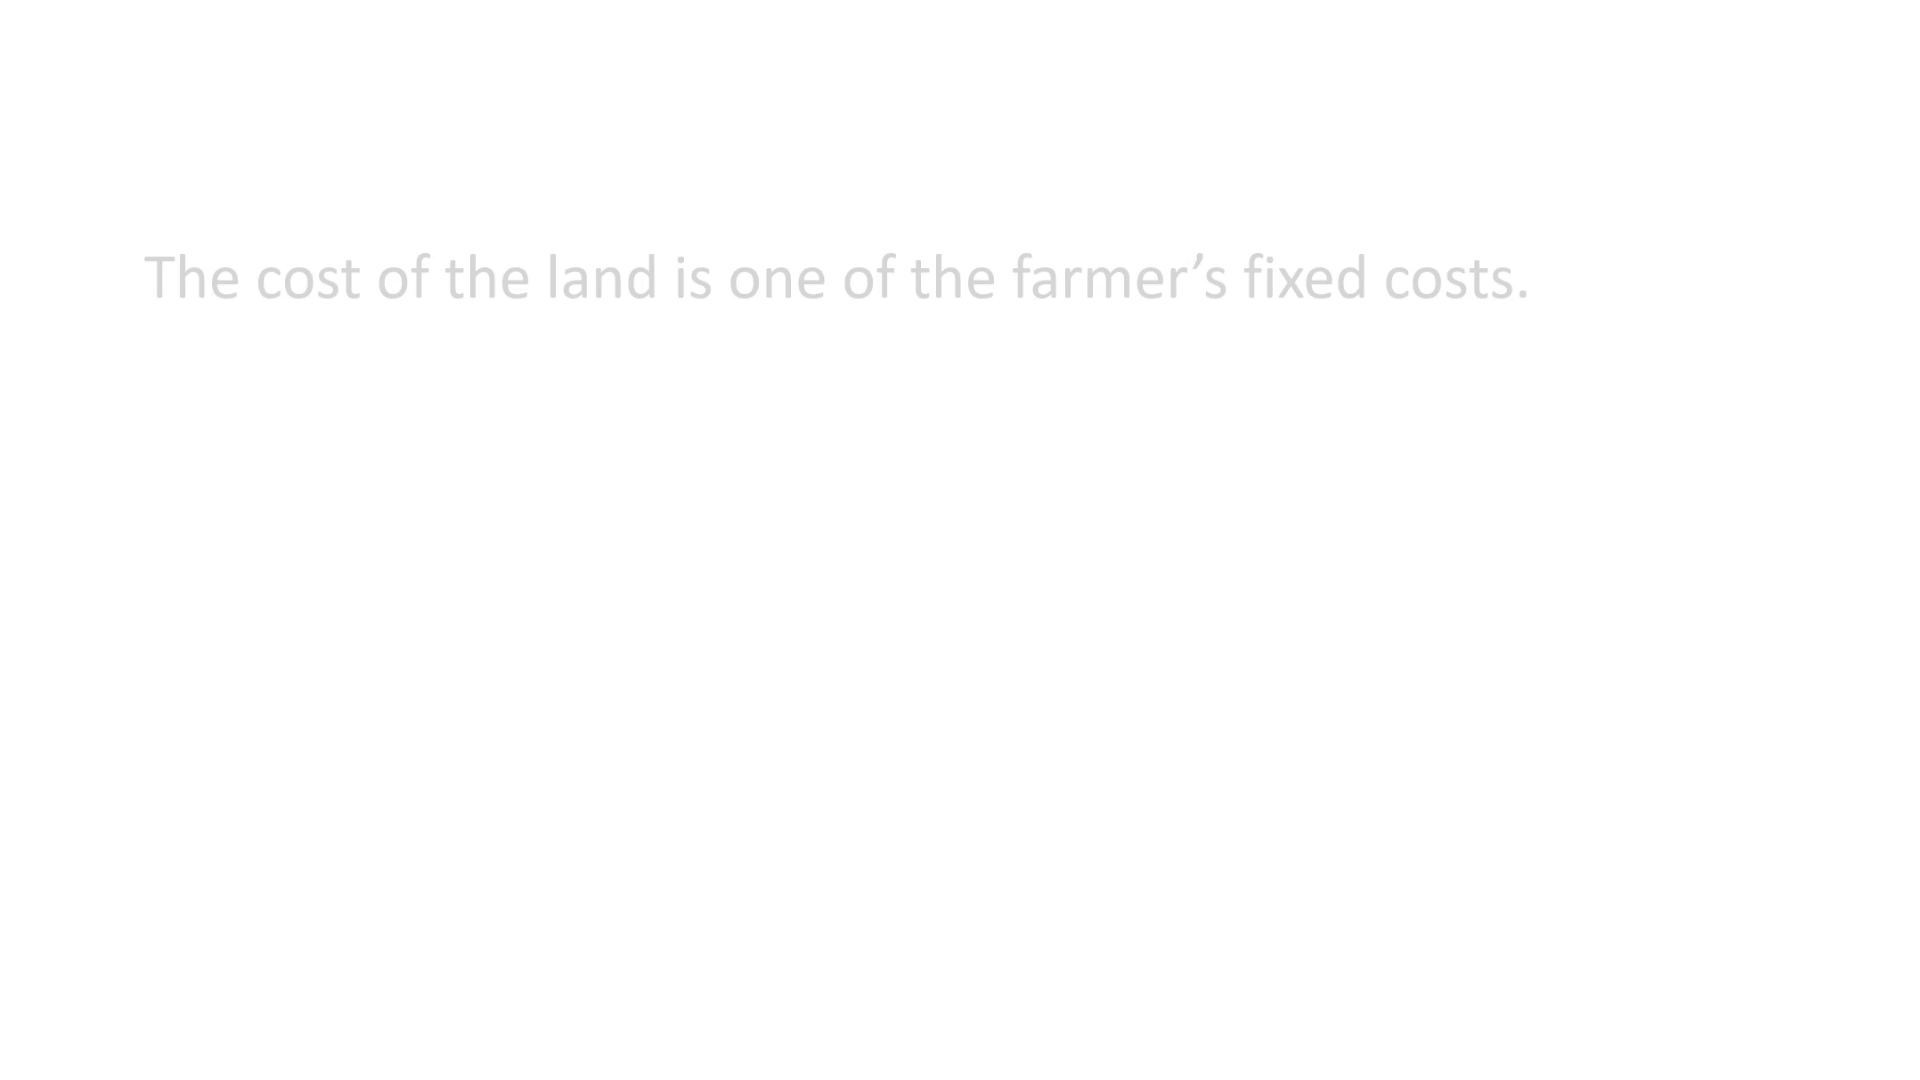 The cost of the land is one of the farmer’s fixed costs.